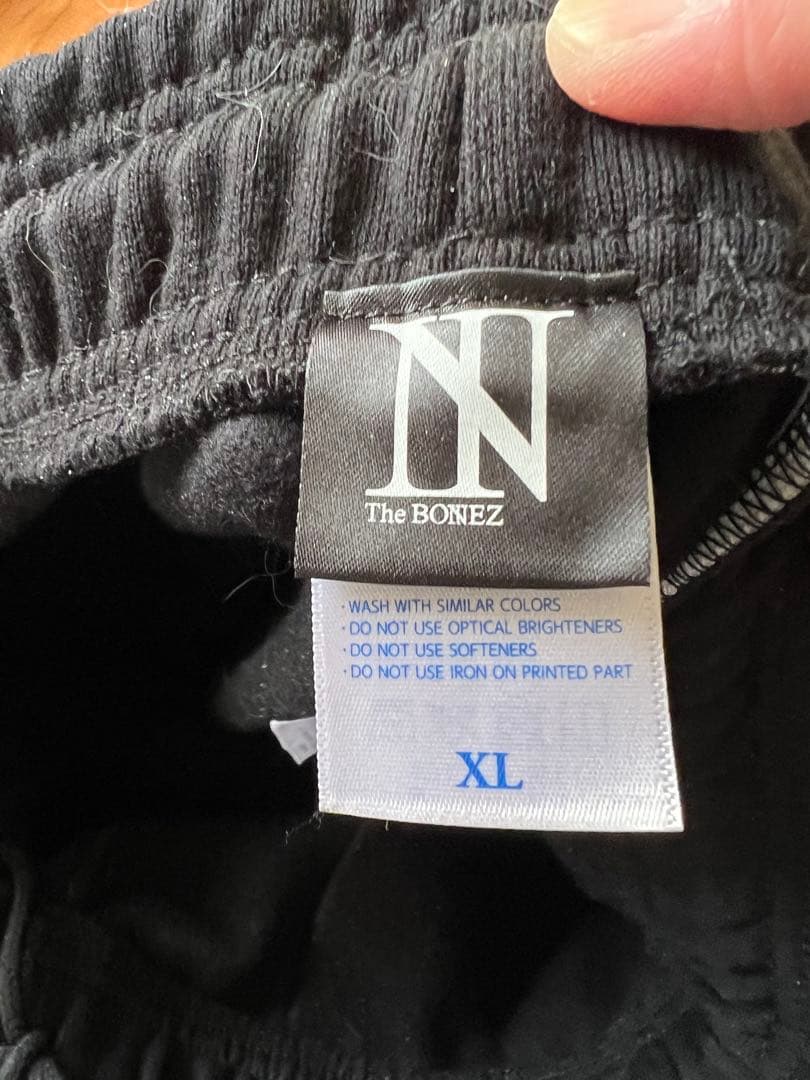 The BONEZ
· WASH WITH SIMILAR COLORS
· DO NOT USE OPTICAL BRIGHTENERS
· DO NOT USE SOFTENERS
· DO NOT USE IRON ON PRINTED PART
XL